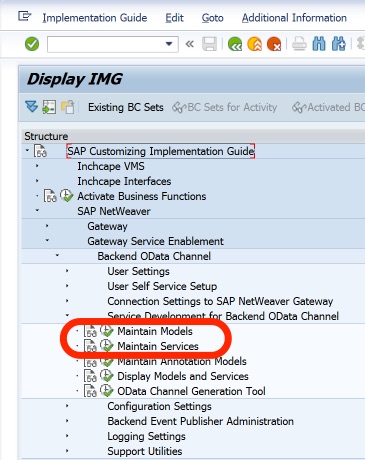 Implementation Guide Edit Goto Additional Information
Display IMG
Existing BC Sets BC Sets for Activity Activated BC
Structure
SAP Customizing Implementation Guide
Inchcape VMS
Inchcape Interfaces
Activate Business Functions
SAP NetWeaver
Gateway
Gateway Service Enablement
Backend OData Channel
User Settings
User Self Service Setup
Connection Settings to SAP NetWeaver Gateway
Service Development for Backend OData Channel
Maintain Models
Maintain Services
Maintain Annotation Models
Display Models and Services
OData Channel Generation Tool
Configuration Settings
Backend Event Publisher Administration
Logging Settings
Support Utilities